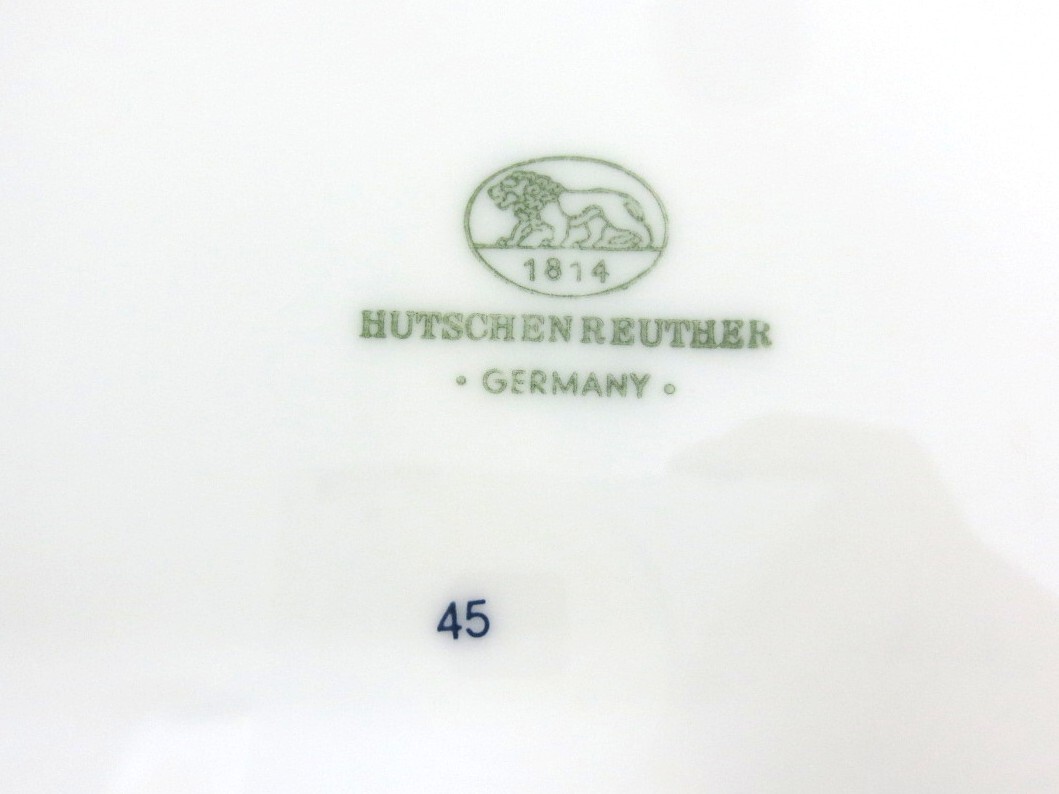 1814
HUTSCHENREUTHER
· GERMANY ·
45